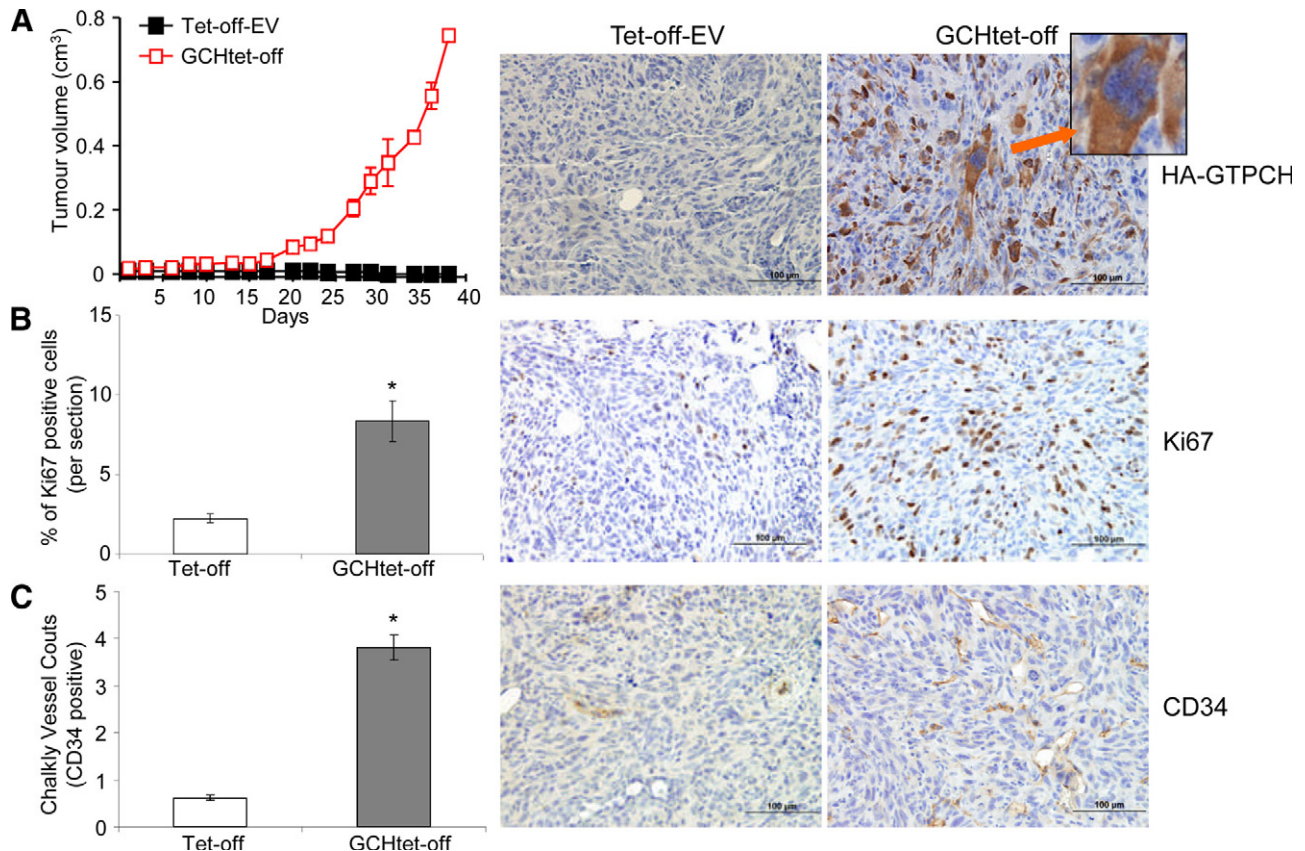 A
Tumour volume (cm³)
0.8
0.6
0.4
0.2
0
Tet-off-EV
GCHtet-off
5 10 15 20 25 30 35 40
Days
Tet-off-EV
GCHtet-off
HA-GTPCH
100 µm
100 µm
B
% of Ki67 positive cells
(per section)
15
10
5
0
*
Tet-off
GCHtet-off
Ki67
100 µm
100 µm
C
Chalkly Vessel Couts
(CD34 positive)
5
4
3
2
1
0
*
Tet-off
GCHtet-off
CD34
100 µm
100 µm